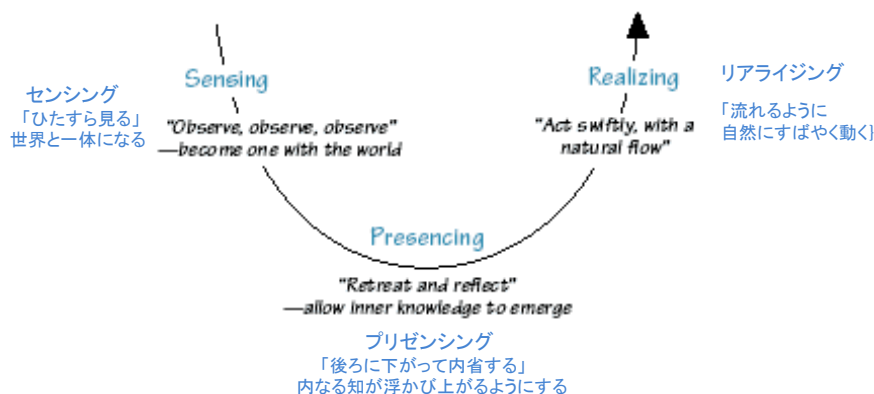 Sensing
センシング
「ひたすら見る」
世界と一体になる
"Observe, observe, observe"
—become one with the world
Presencing
"Retreat and reflect"
—allow inner knowledge to emerge
プリゼンシング
「後ろに下がって内省する」
内なる知が浮かび上がるようにする
Realizing
"Act swiftly, with a
natural flow"
リアライジング
「流れるように
自然にすばやく動く}